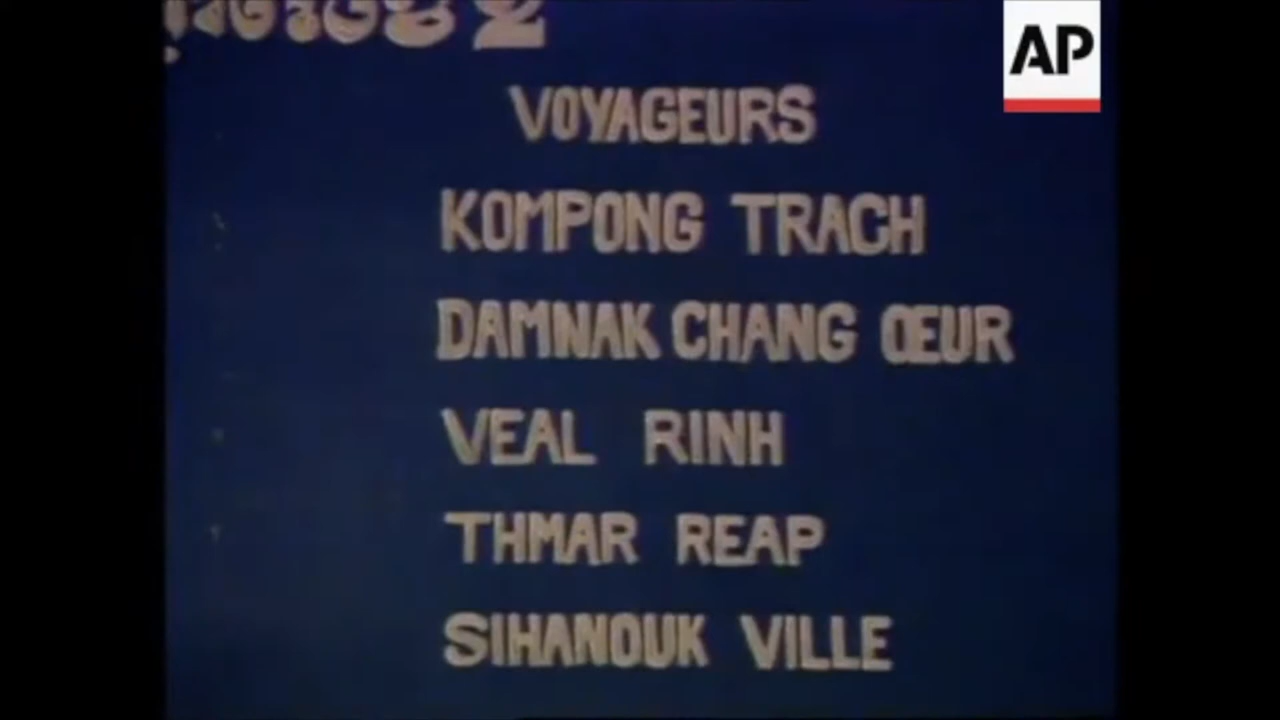 AP
VOYAGEURS
KOMPONG TRACH
DAMNAK CHANG ŒUR
VEAL RINH
THMAR REAP
SIHANOUK VILLE